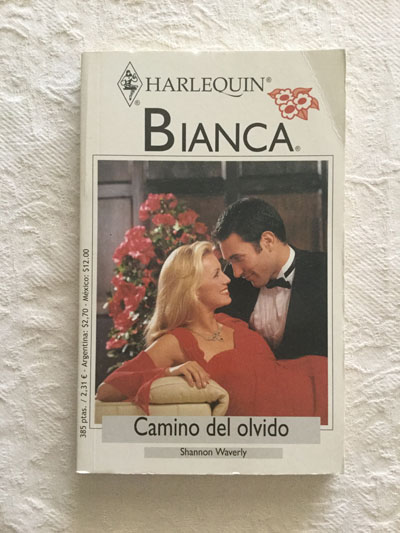 HARLEQUIN®
®
BIANCA®
385 ptas. / 2,31 € - Argentina: $2,70 - México: $12.00
Camino del olvido
Shannon Waverly